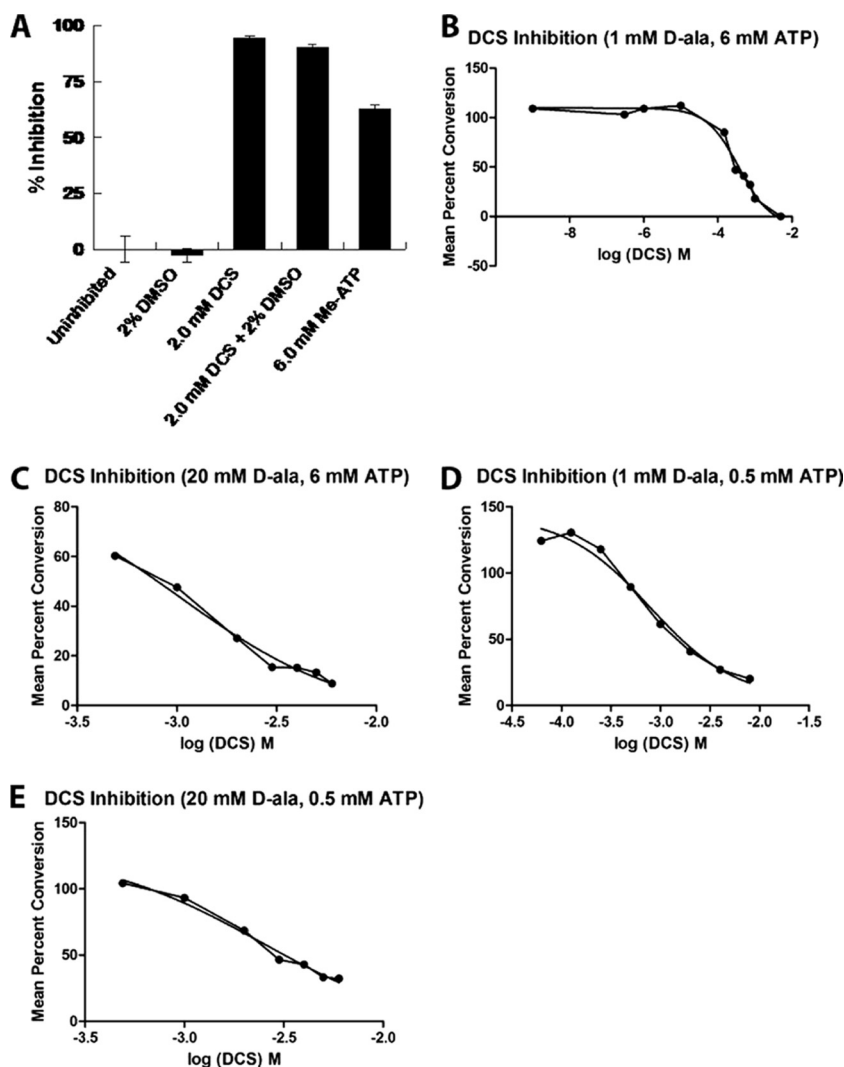 A
100
75
50
25
0
% Inhibition
Uninhibited
2% DMSO
2.0 mM DCS
2.0 mM DCS + 2% DMSO
6.0 mM Me-ATP
B
DCS Inhibition (1 mM D-ala, 6 mM ATP)
150
100
50
0
-50
Mean Percent Conversion
-8 -6 -4 -2
log (DCS) M
C
DCS Inhibition (20 mM D-ala, 6 mM ATP)
80
60
40
20
0
Mean Percent Conversion
-3.5 -3.0 -2.5 -2.0
log (DCS) M
D
DCS Inhibition (1 mM D-ala, 0.5 mM ATP)
150
100
50
0
Mean Percent Conversion
-4.5 -4.0 -3.5 -3.0 -2.5 -2.0 -1.5
log (DCS) M
E
DCS Inhibition (20 mM D-ala, 0.5 mM ATP)
150
100
50
0
Mean Percent Conversion
-3.5 -3.0 -2.5 -2.0
log (DCS) M